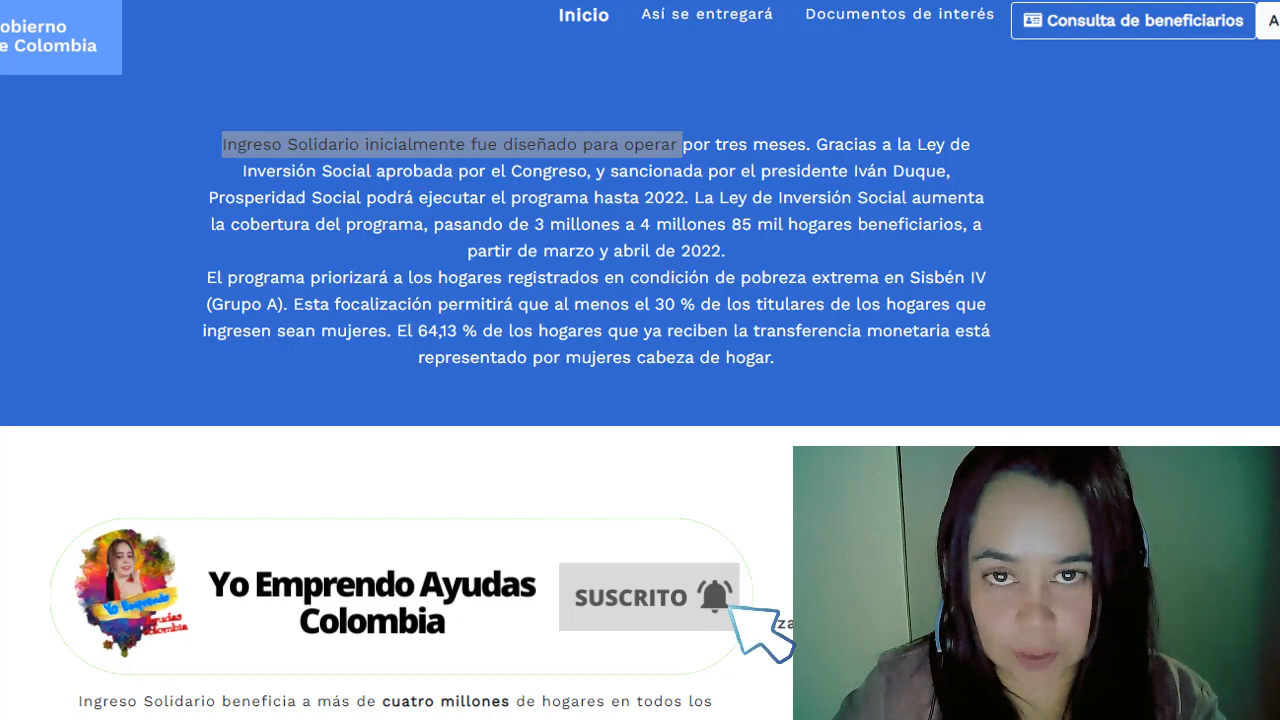 obierno
e Colombia
Inicio
Así se entregará
Documentos de interés
Consulta de beneficiarios
A
Ingreso Solidario inicialmente fue diseñado para operar por tres meses. Gracias a la Ley de
Inversión Social aprobada por el Congreso, y sancionada por el presidente Iván Duque,
Prosperidad Social podrá ejecutar el programa hasta 2022. La Ley de Inversión Social aumenta
la cobertura del programa, pasando de 3 millones a 4 millones 85 mil hogares beneficiarios, a
partir de marzo y abril de 2022.
El programa priorizará a los hogares registrados en condición de pobreza extrema en Sisbén IV
(Grupo A). Esta focalización permitirá que al menos el 30 % de los titulares de los hogares que
ingresen sean mujeres. El 64,13 % de los hogares que ya reciben la transferencia monetaria está
representado por mujeres cabeza de hogar.
Yo Emprendo
Ayudas
Colombia
Yo Emprendo Ayudas
Colombia
SUSCRITO
za
Ingreso Solidario beneficia a más de cuatro millones de hogares en todos los